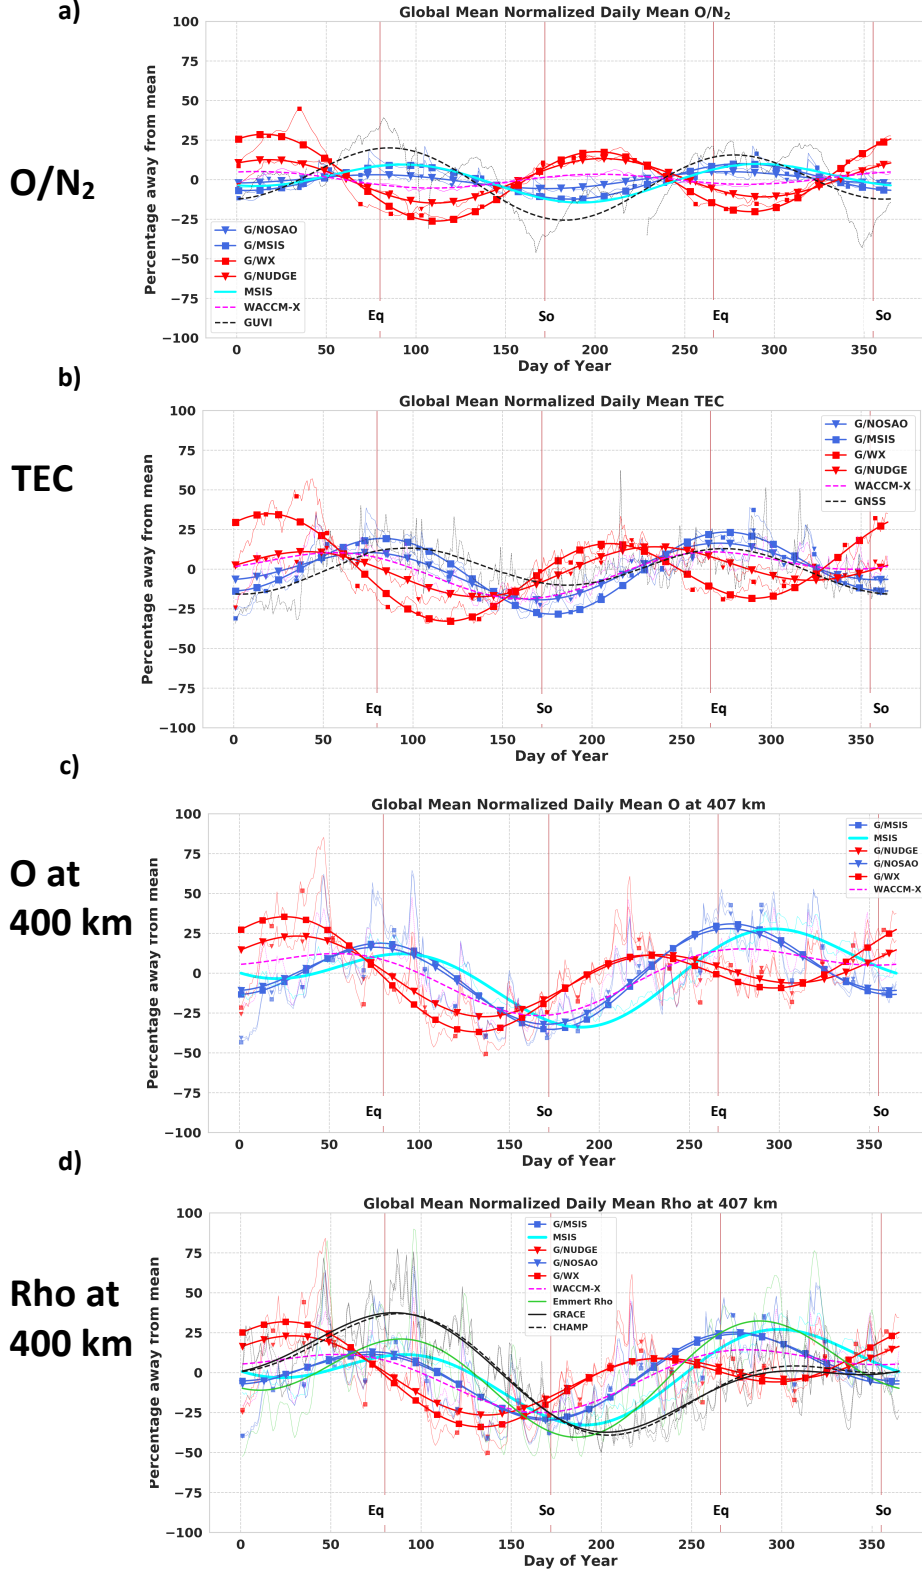 a)
Global Mean Normalized Daily Mean O/N2
O/N2
Percentage away from mean
100
75
50
25
0
−25
−50
−75
−100
G/NOSAO
G/MSIS
G/WX
G/NUDGE
MSIS
WACCM-X
GUVI
Eq
So
Eq
So
0 50 100 150 200 250 300 350
Day of Year
b)
Global Mean Normalized Daily Mean TEC
TEC
Percentage away from mean
100
75
50
25
0
−25
−50
−75
−100
G/NOSAO
G/MSIS
G/WX
G/NUDGE
WACCM-X
GNSS
Eq
So
Eq
So
0 50 100 150 200 250 300 350
Day of Year
c)
Global Mean Normalized Daily Mean O at 407 km
O at
400 km
Percentage away from mean
100
75
50
25
0
−25
−50
−75
−100
G/MSIS
MSIS
G/NUDGE
G/NOSAO
G/WX
WACCM-X
Eq
So
Eq
So
0 50 100 150 200 250 300 350
Day of Year
d)
Global Mean Normalized Daily Mean Rho at 407 km
Rho at
400 km
Percentage away from mean
100
75
50
25
0
−25
−50
−75
−100
G/MSIS
MSIS
G/NUDGE
G/NOSAO
G/WX
WACCM-X
Emmert Rho
GRACE
CHAMP
Eq
So
Eq
So
0 50 100 150 200 250 300 350
Day of Year